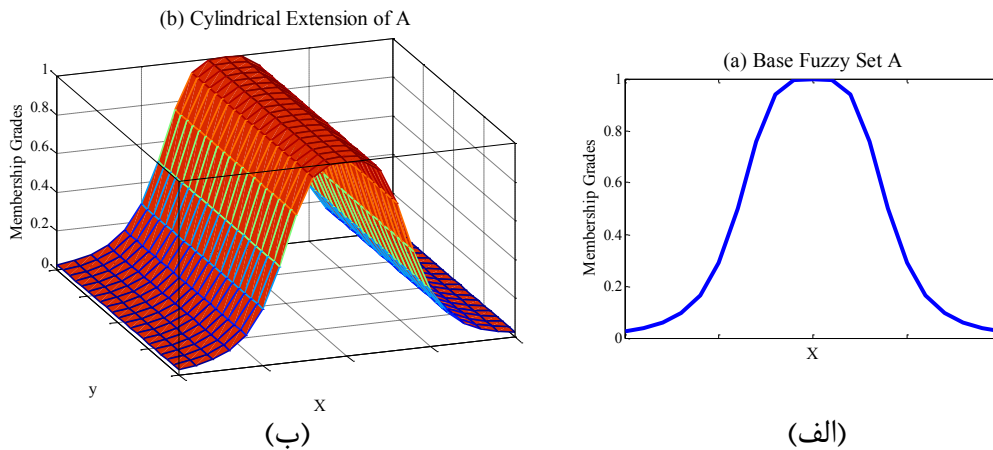 (b) Cylindrical Extension of A
Membership Grades
1
0.8
0.6
0.4
0.2
0
y
X
(ب)
(a) Base Fuzzy Set A
Membership Grades
1
0.8
0.6
0.4
0.2
0
X
(الف)